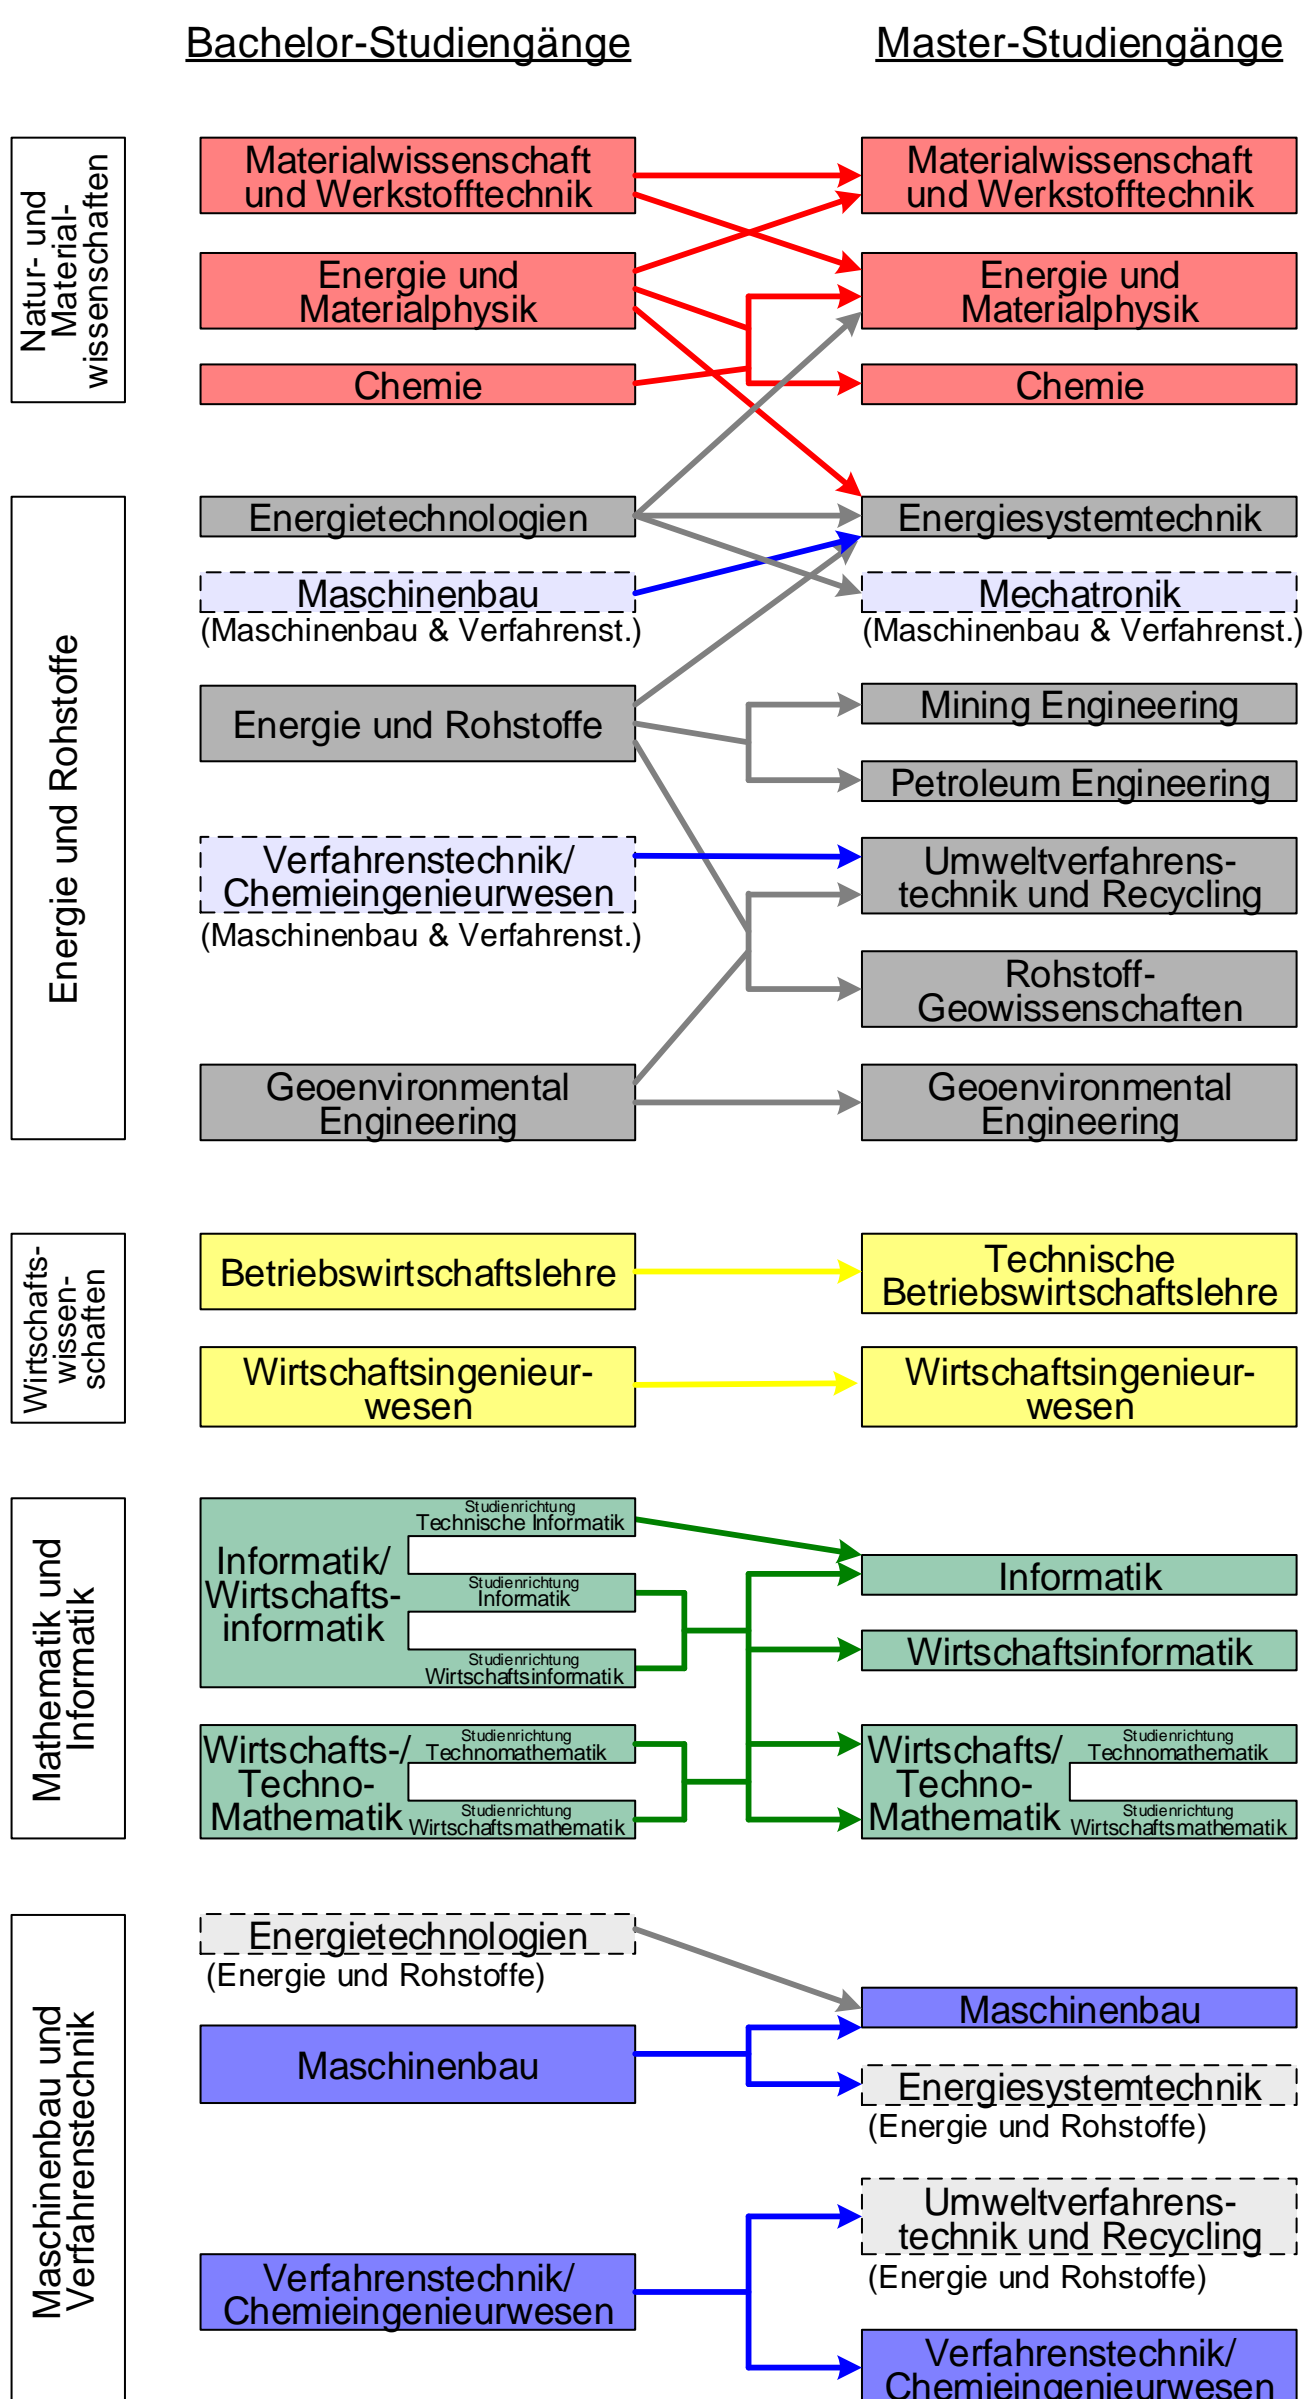 Bachelor-Studiengänge
Master-Studiengänge
Natur- und
Material-
wissenschaften
Materialwissenschaft
und Werkstofftechnik
Materialwissenschaft
und Werkstofftechnik
Energie und
Materialphysik
Energie und
Materialphysik
Chemie
Chemie
Energie und Rohstoffe
Energietechnologien
Energiesystemtechnik
Maschinenbau
(Maschinenbau & Verfahrenst.)
Mechatronik
(Maschinenbau & Verfahrenst.)
Energie und Rohstoffe
Mining Engineering
Petroleum Engineering
Verfahrenstechnik/
Chemieingenieurwesen
(Maschinenbau & Verfahrenst.)
Umweltverfahrens-
technik und Recycling
Rohstoff-
Geowissenschaften
Geoenvironmental
Engineering
Geoenvironmental
Engineering
Wirtschafts-
wissen-
schaften
Betriebswirtschaftslehre
Technische
Betriebswirtschaftslehre
Wirtschaftsingenieur-
wesen
Wirtschaftsingenieur-
wesen
Mathematik und
Informatik
Informatik/
Wirtschafts-
informatik
Studienrichtung
Technische Informatik
Studienrichtung
Informatik
Studienrichtung
Wirtschaftsinformatik
Informatik
Wirtschaftsinformatik
Wirtschafts-/
Techno-
Mathematik
Studienrichtung
Technomathematik
Studienrichtung
Wirtschaftsmathematik
Wirtschafts/
Techno-
Mathematik
Studienrichtung
Technomathematik
Studienrichtung
Wirtschaftsmathematik
Maschinenbau und
Verfahrenstechnik
Energietechnologien
(Energie und Rohstoffe)
Maschinenbau
Maschinenbau
Energiesystemtechnik
(Energie und Rohstoffe)
Umweltverfahrens-
technik und Recycling
(Energie und Rohstoffe)
Verfahrenstechnik/
Chemieingenieurwesen
Verfahrenstechnik/
Chemieingenieurwesen